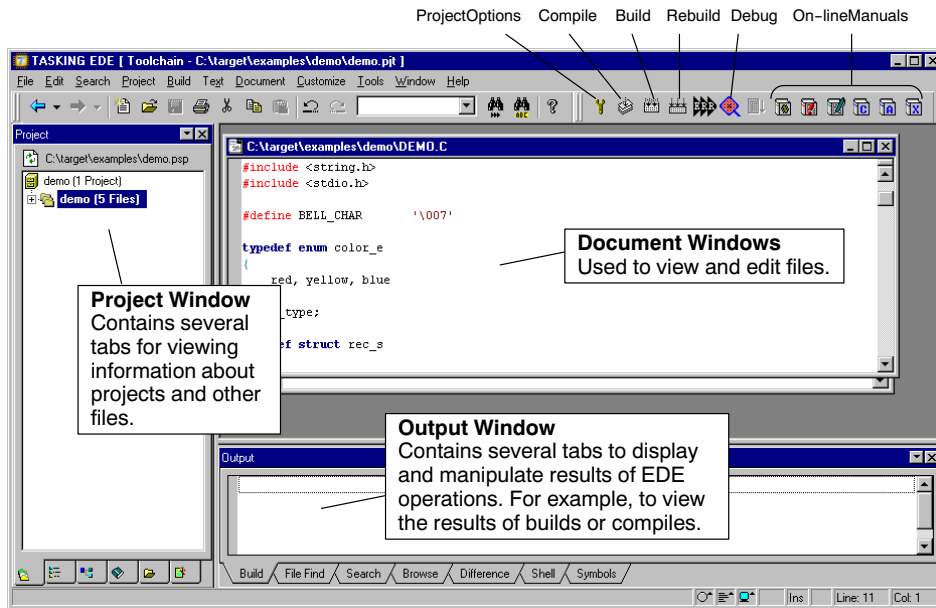 ProjectOptions Compile Build Rebuild Debug On-lineManuals
TASKING EDE [ Toolchain - C:\target\examples\demo\demo.pjt ]
File Edit Search Project Build Text Document Customize Tools Window Help
Project
C:\target\examples\demo.psp
demo (1 Project)
demo (5 Files)
C:\target\examples\demo\DEMO.C
#include <string.h>
#include <stdio.h>
#define BELL_CHAR '\007'
typedef enum color_e
{
red, yellow, blue
_type;
ef struct rec_s
Document Windows
Used to view and edit files.
Project Window
Contains several
tabs for viewing
information about
projects and other
files.
Output Window
Contains several tabs to display
and manipulate results of EDE
operations. For example, to view
the results of builds or compiles.
Output
Build File Find Search Browse Difference Shell Symbols
Ins Line: 11 Col: 1